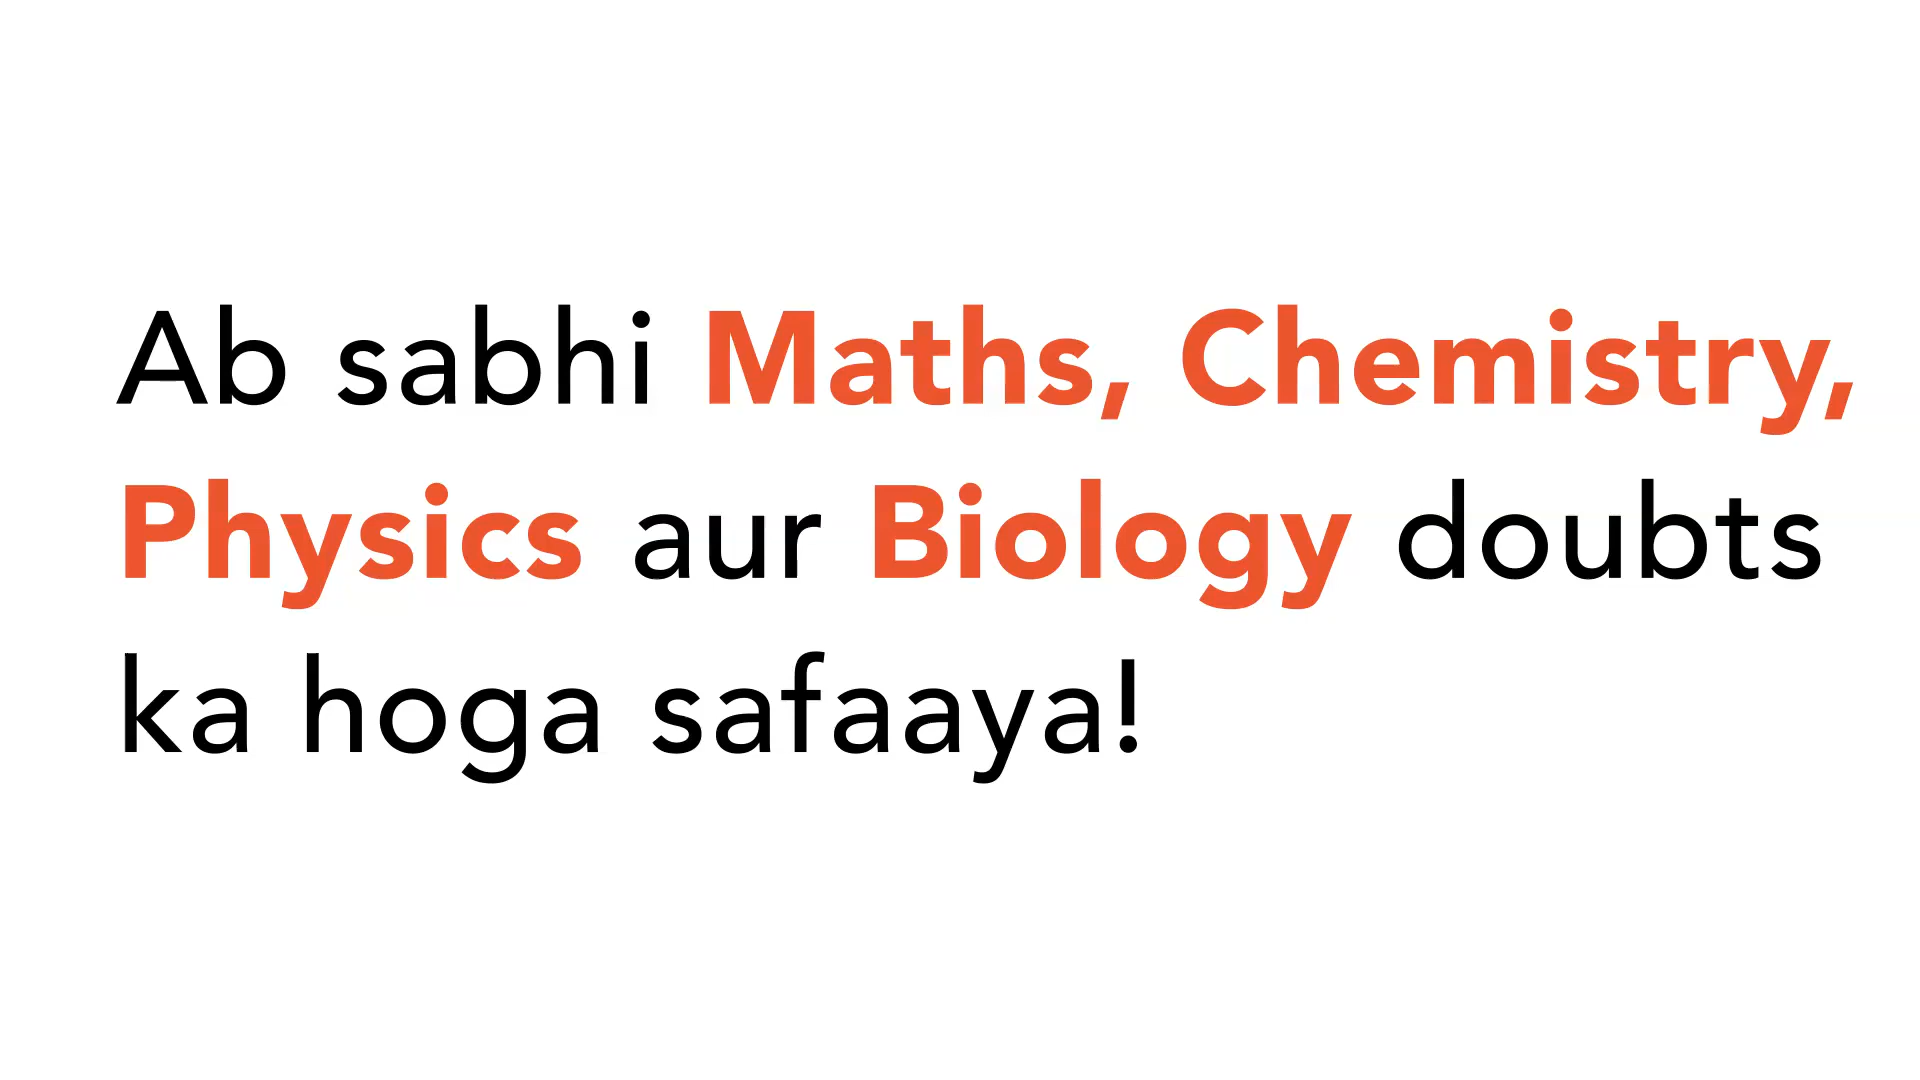 Ab sabhi Maths, Chemistry,
Physics aur Biology doubts
ka hoga safaaya!